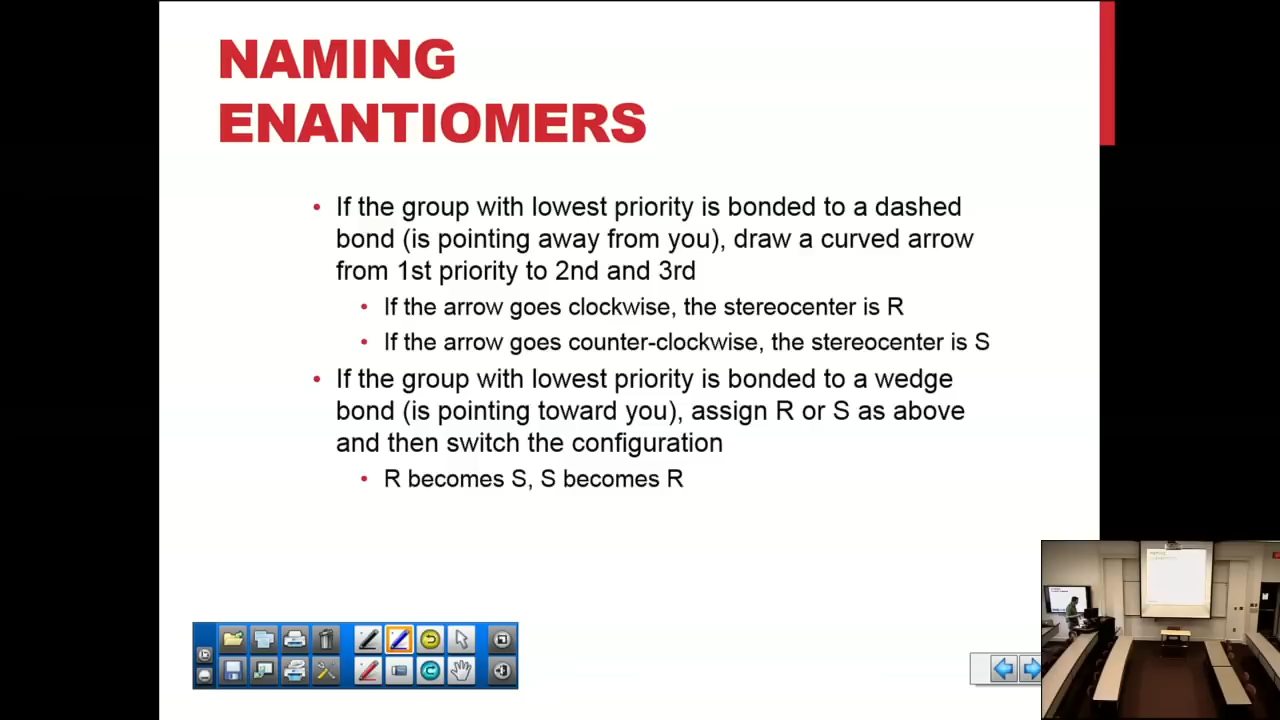 NAMING
ENANTIOMERS
• If the group with lowest priority is bonded to a dashed
bond (is pointing away from you), draw a curved arrow
from 1st priority to 2nd and 3rd
• If the arrow goes clockwise, the stereocenter is R
• If the arrow goes counter-clockwise, the stereocenter is S
• If the group with lowest priority is bonded to a wedge
bond (is pointing toward you), assign R or S as above
and then switch the configuration
• R becomes S, S becomes R